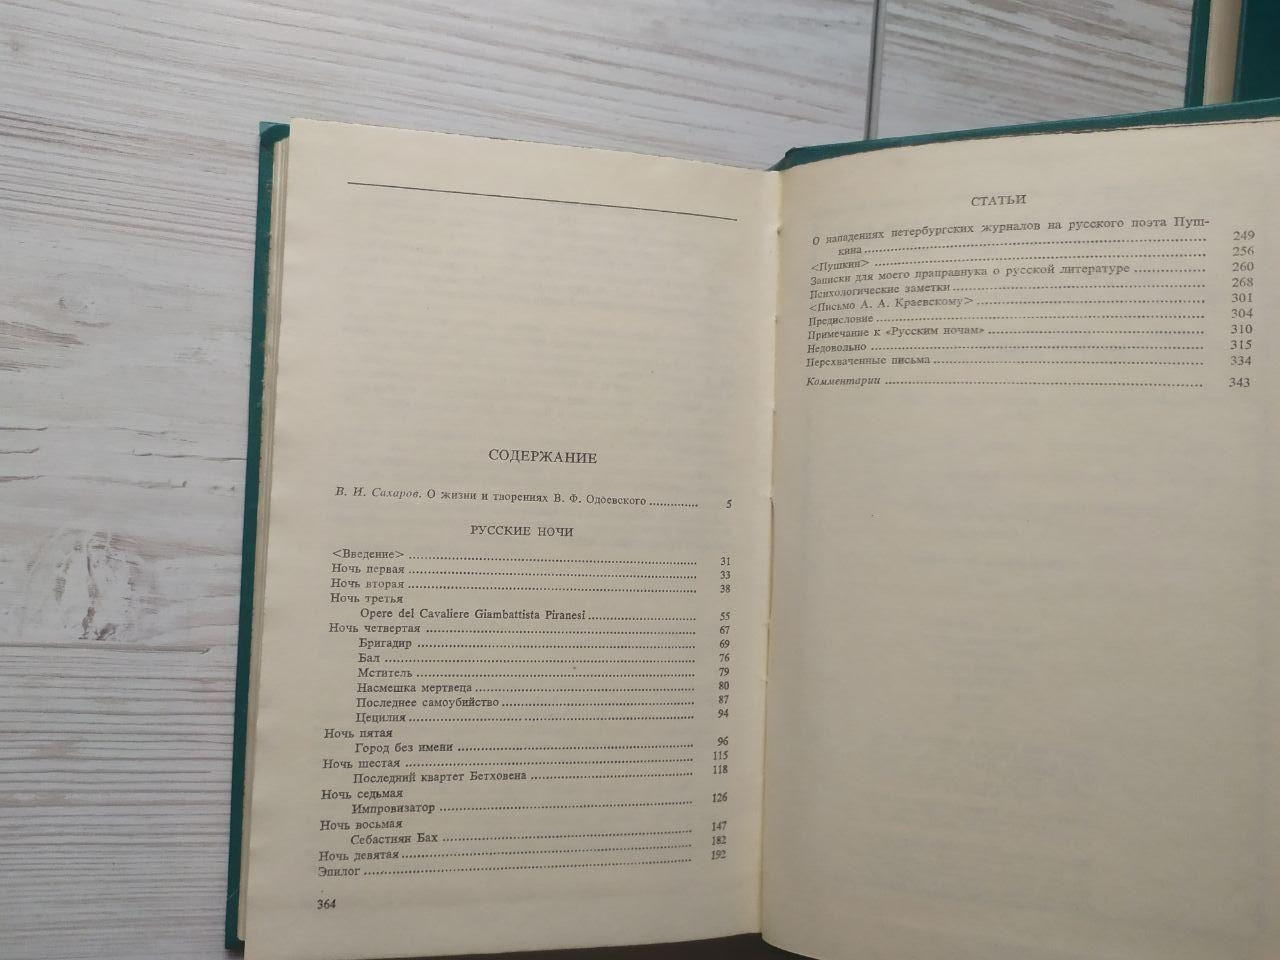 СОДЕРЖАНИЕ
В. И. Сахаров. О жизни и творениях В. Ф. Одоевского 5
РУССКИЕ НОЧИ
<Введение> 31
Ночь первая 33
Ночь вторая 38
Ночь третья
Opere del Cavaliere Giambattista Piranesi 55
Ночь четвертая 67
Бригадир 69
Бал 76
Мститель 79
Насмешка мертвеца 80
Последнее самоубийство 87
Цецилия 94
Ночь пятая
Город без имени 96
Ночь шестая 115
Последний квартет Бетховена 118
Ночь седьмая
Импровизатор 126
Ночь восьмая
Себастиян Бах 147
Ночь девятая 182
Эпилог 192
364
СТАТЬИ
О нападениях петербургских журналов на русского поэта Пуш-
кина 249
<Пушкин> 256
Записки для моего праправнука о русской литературе 260
Психологические заметки 268
<Письмо А. А. Краевскому> 301
Предисловие 304
Примечание к «Русским ночам» 310
Недовольно 315
Перехваченные письма 334
Комментарии 343